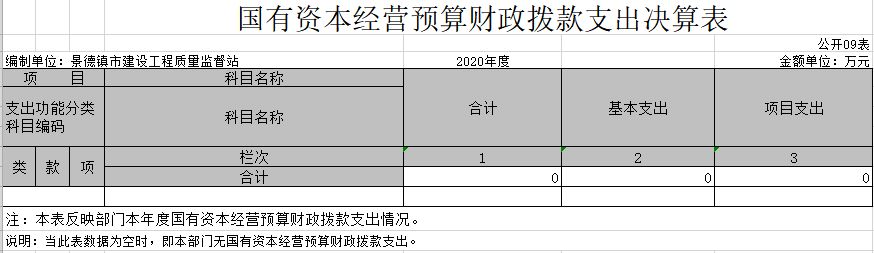 国有资本经营预算财政拨款支出决算表
公开09表
编制单位：景德镇市建设工程质量监督站 2020年度 金额单位：万元
项 目 科目名称 合计 基本支出 项目支出
支出功能分类科目编码 科目名称
类 款 项 栏次 1 2 3
合计 0 0 0
注：本表反映部门本年度国有资本经营预算财政拨款支出情况。
说明：当此表数据为空时，即本部门无国有资本经营预算财政拨款支出。